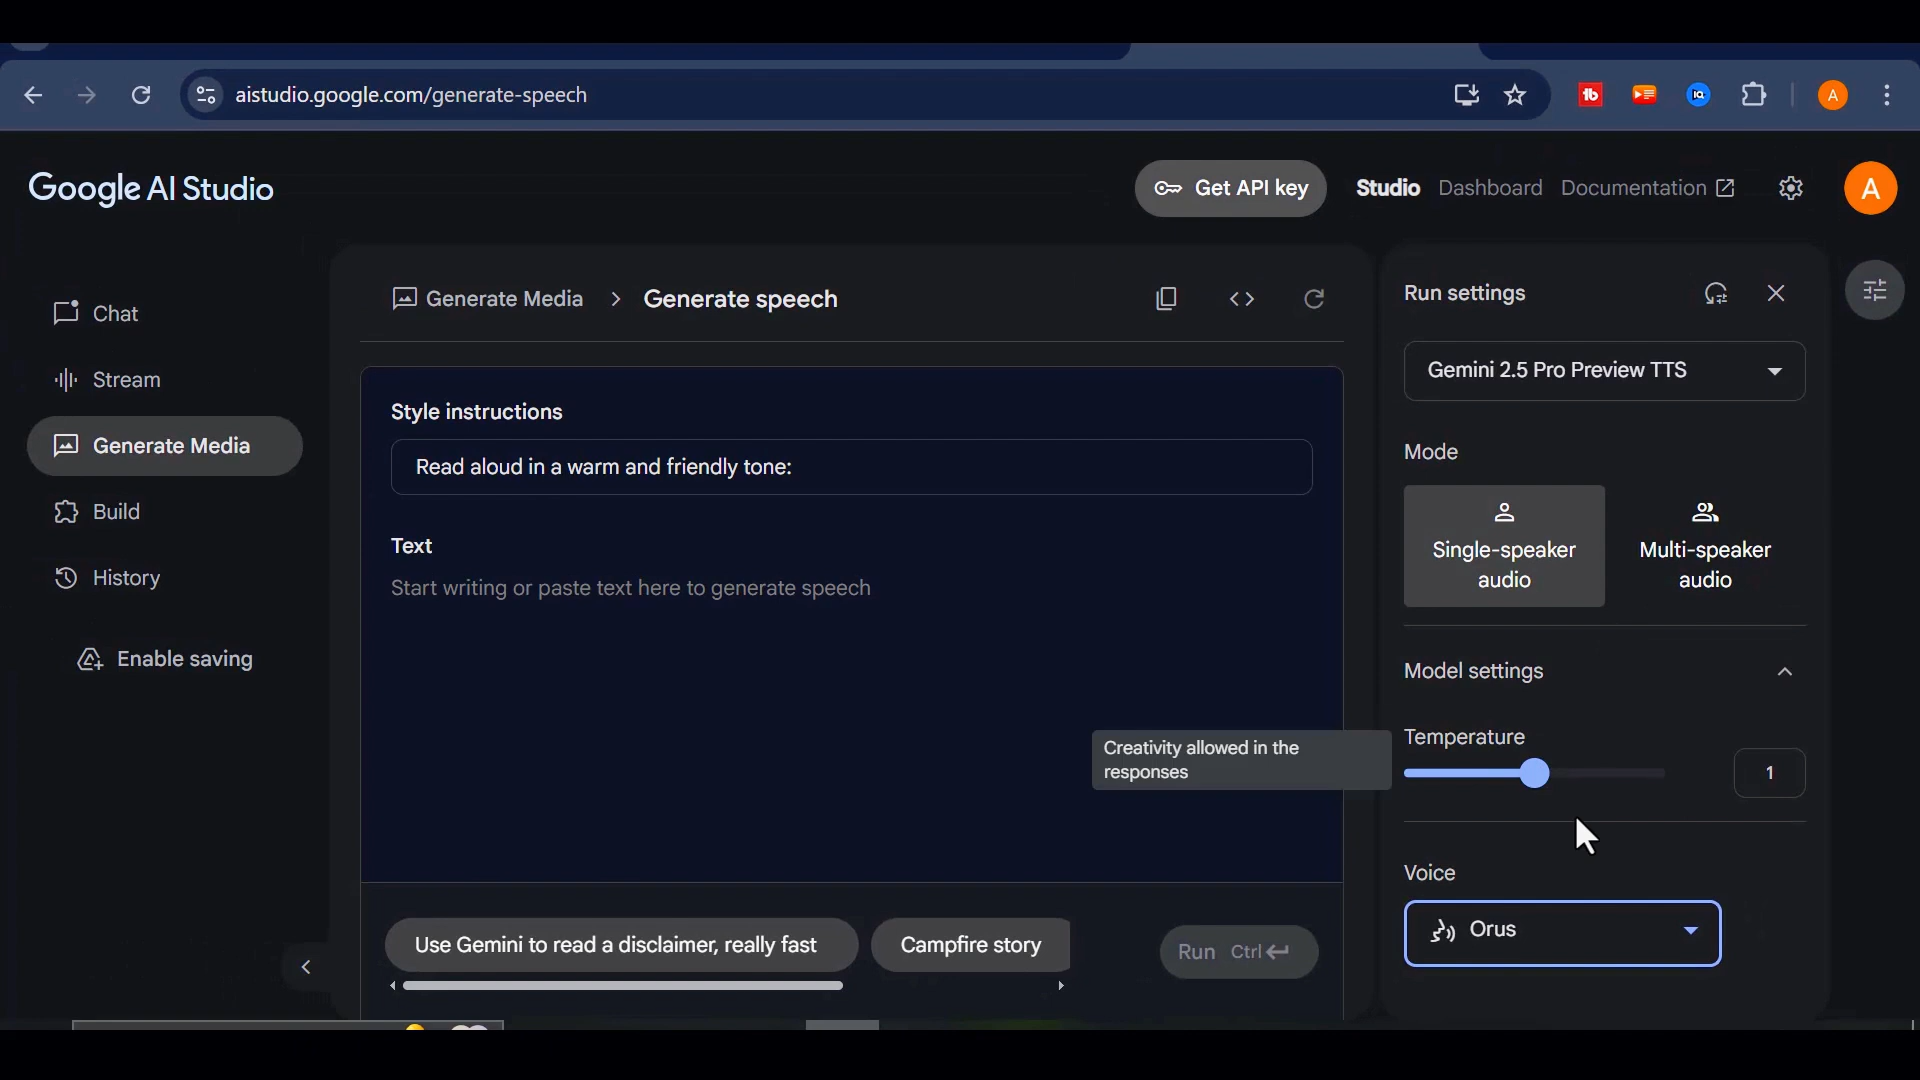 aistudio.google.com/generate-speech
A
Google AI Studio
Get API key
Studio
Dashboard
Documentation
A
Chat
Stream
Generate Media
Build
History
Enable saving
Generate Media > Generate speech
Style instructions
Read aloud in a warm and friendly tone:
Text
Start writing or paste text here to generate speech
Use Gemini to read a disclaimer, really fast
Campfire story
Run Ctrl
Run settings
Gemini 2.5 Pro Preview TTS
Mode
Single-speaker
audio
Multi-speaker
audio
Model settings
Creativity allowed in the
responses
Temperature
1
Voice
Orus